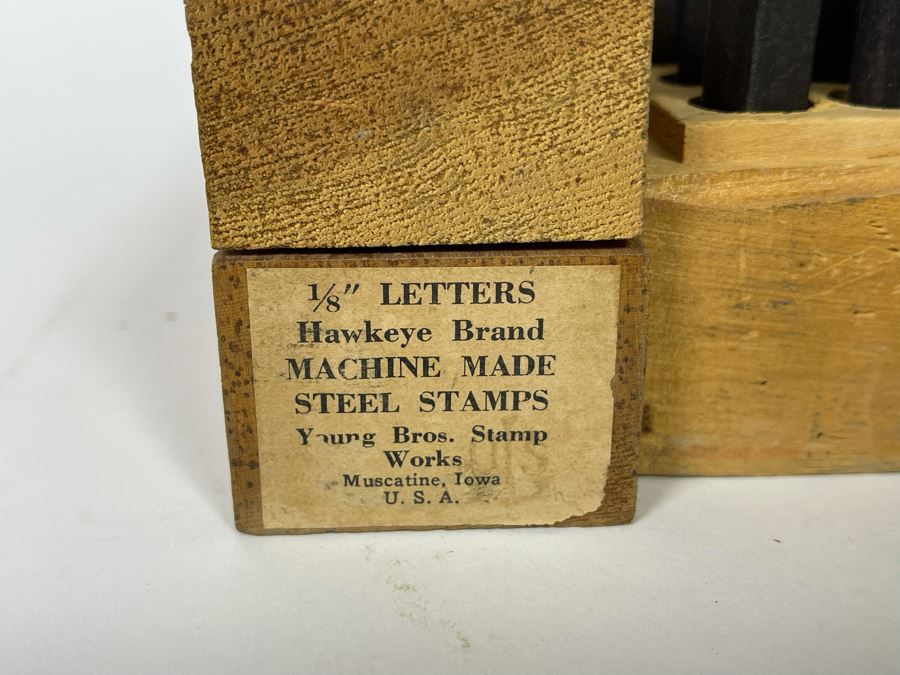 ⅛" LETTERS
Hawkeye Brand
MACHINE MADE
STEEL STAMPS
Young Bros. Stamp
Works
Muscatine, Iowa
U. S. A.